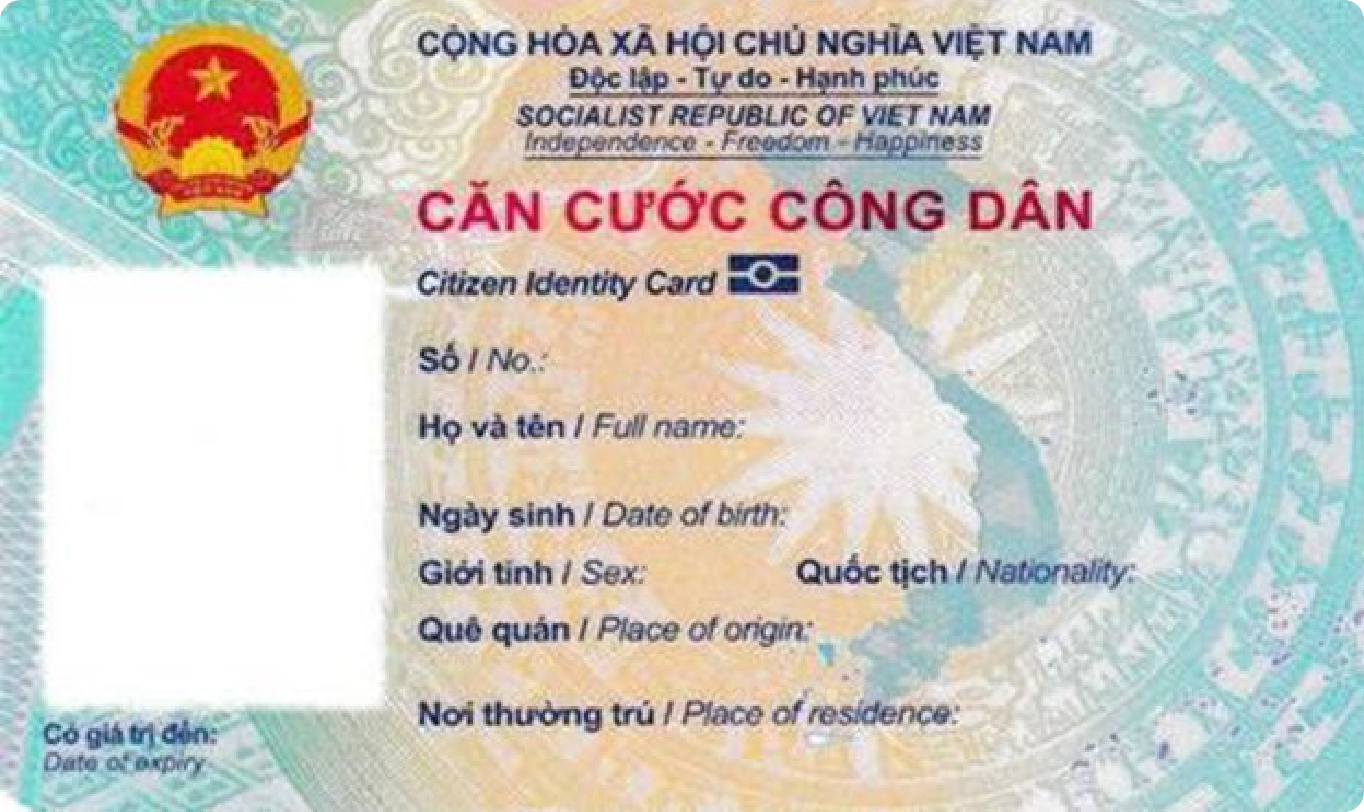 CỘNG HÒA XÃ HỘI CHỦ NGHĨA VIỆT NAM
Độc lập - Tự do - Hạnh phúc
SOCIALIST REPUBLIC OF VIET NAM
Independence - Freedom - Happiness
CĂN CƯỚC CÔNG DÂN
Citizen Identity Card
Số / No.:
Họ và tên / Full name:
Ngày sinh / Date of birth:
Giới tính / Sex: Quốc tịch / Nationality:
Quê quán / Place of origin:
Nơi thường trú / Place of residence:
Có giá trị đến:
Date of expiry